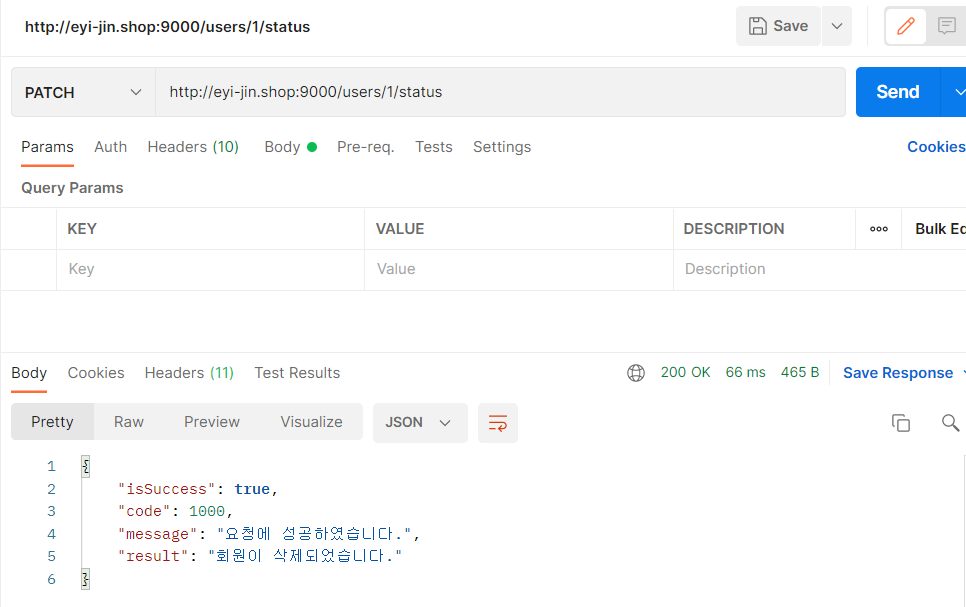 http://eyi-jin.shop:9000/users/1/status
Save
PATCH
http://eyi-jin.shop:9000/users/1/status
Send
Params Auth Headers (10) Body Pre-req. Tests Settings Cookies
Query Params
KEY VALUE DESCRIPTION ooo Bulk Ed
Key Value Description
Body Cookies Headers (11) Test Results 200 OK 66 ms 465 B Save Response
Pretty Raw Preview Visualize JSON
1 {
2 "isSuccess": true,
3 "code": 1000,
4 "message": "요청에 성공하였습니다.",
5 "result": "회원이 삭제되었습니다."
6 }